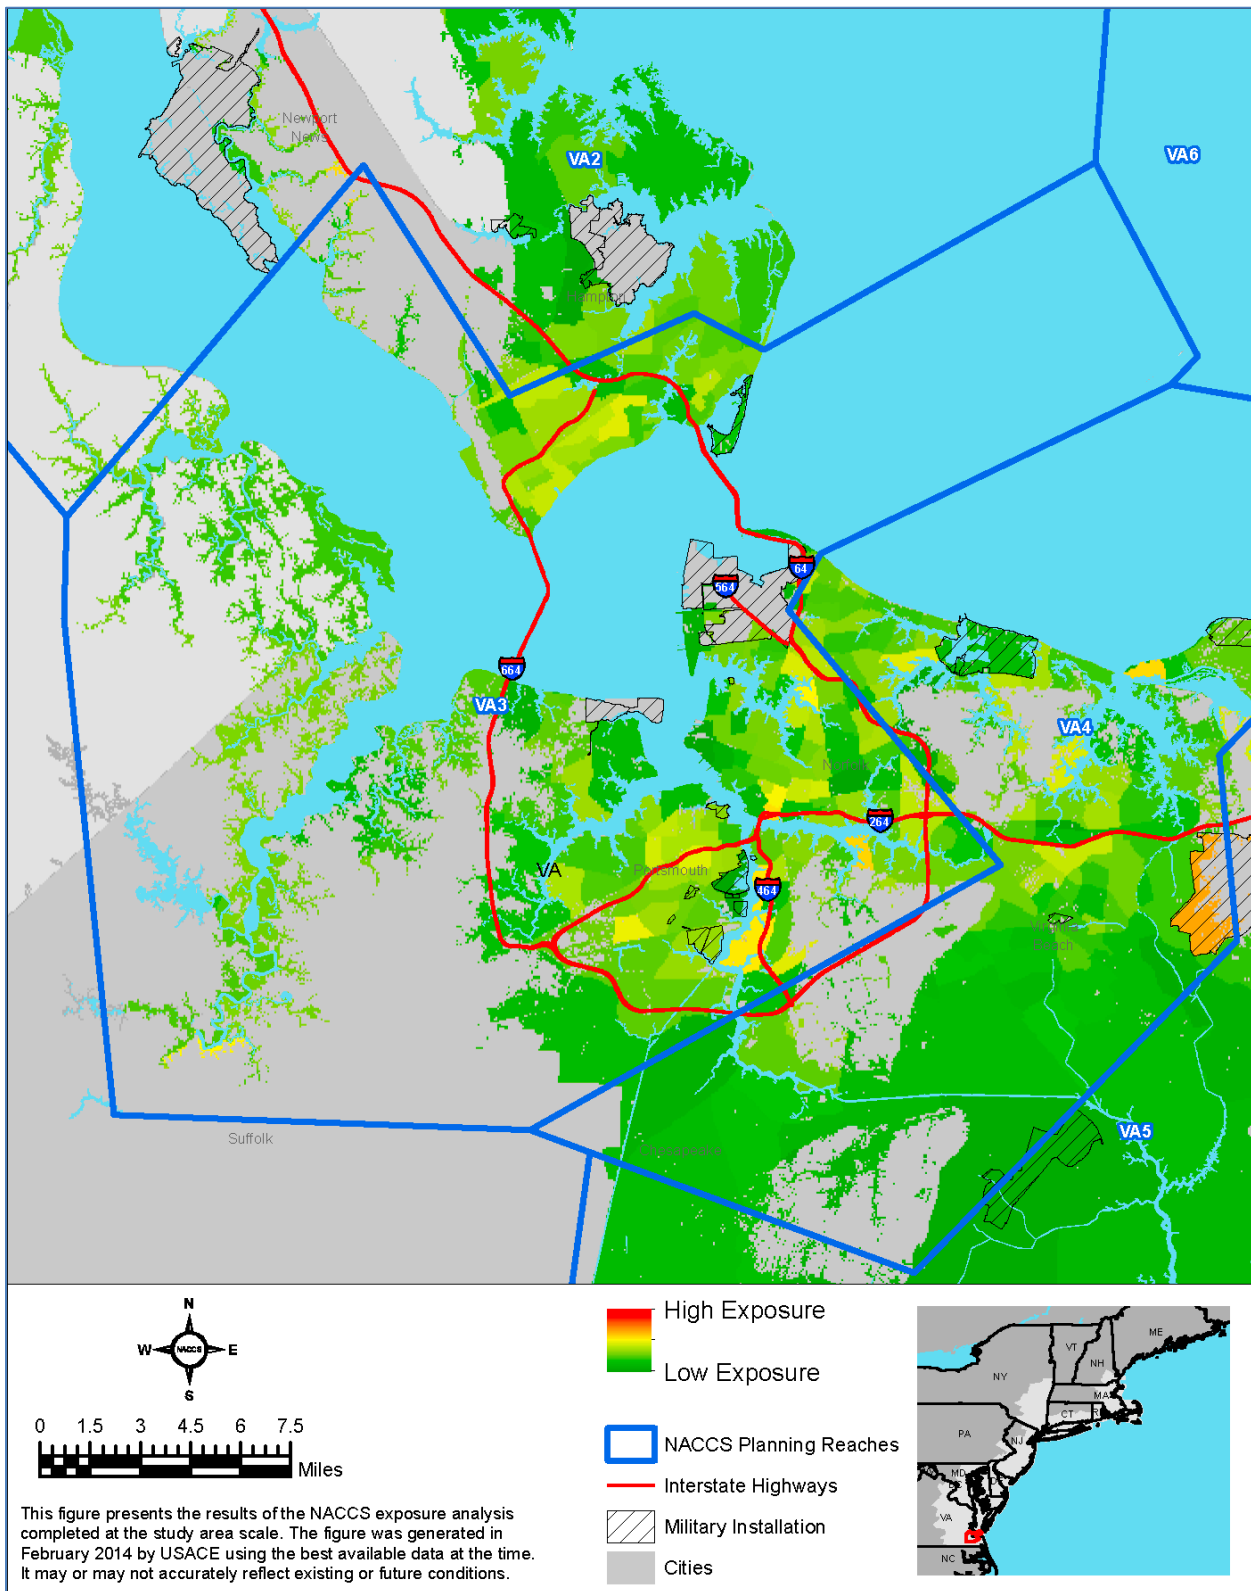 Newport
News
VA2
VA6
Hampton
64
564
664
VA3
VA4
Norfolk
264
VA
Portsmouth
464
Virginia
Beach
VA5
Suffolk
Chesapeake
N
W
NACCS
E
S
0 1.5 3 4.5 6 7.5
Miles
High Exposure
Low Exposure
NACCS Planning Reaches
Interstate Highways
Military Installation
Cities
This figure presents the results of the NACCS exposure analysis
completed at the study area scale. The figure was generated in
February 2014 by USACE using the best available data at the time.
It may or may not accurately reflect existing or future conditions.
ME
VT
NH
NY
MA
CT
PA
NJ
MD
VA
NC